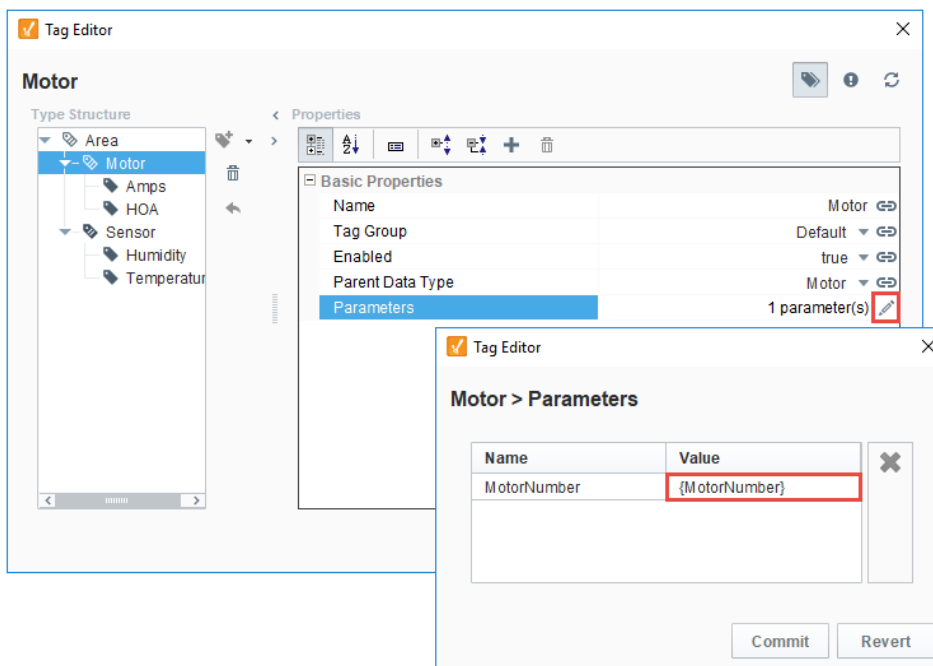 Tag Editor
Motor
Type Structure
Properties
Area
Motor
Amps
HOA
Sensor
Humidity
Temperatur
Basic Properties
Name Motor
Tag Group Default
Enabled true
Parent Data Type Motor
Parameters 1 parameter(s)
Tag Editor
Motor > Parameters
Name Value
MotorNumber {MotorNumber}
Commit Revert